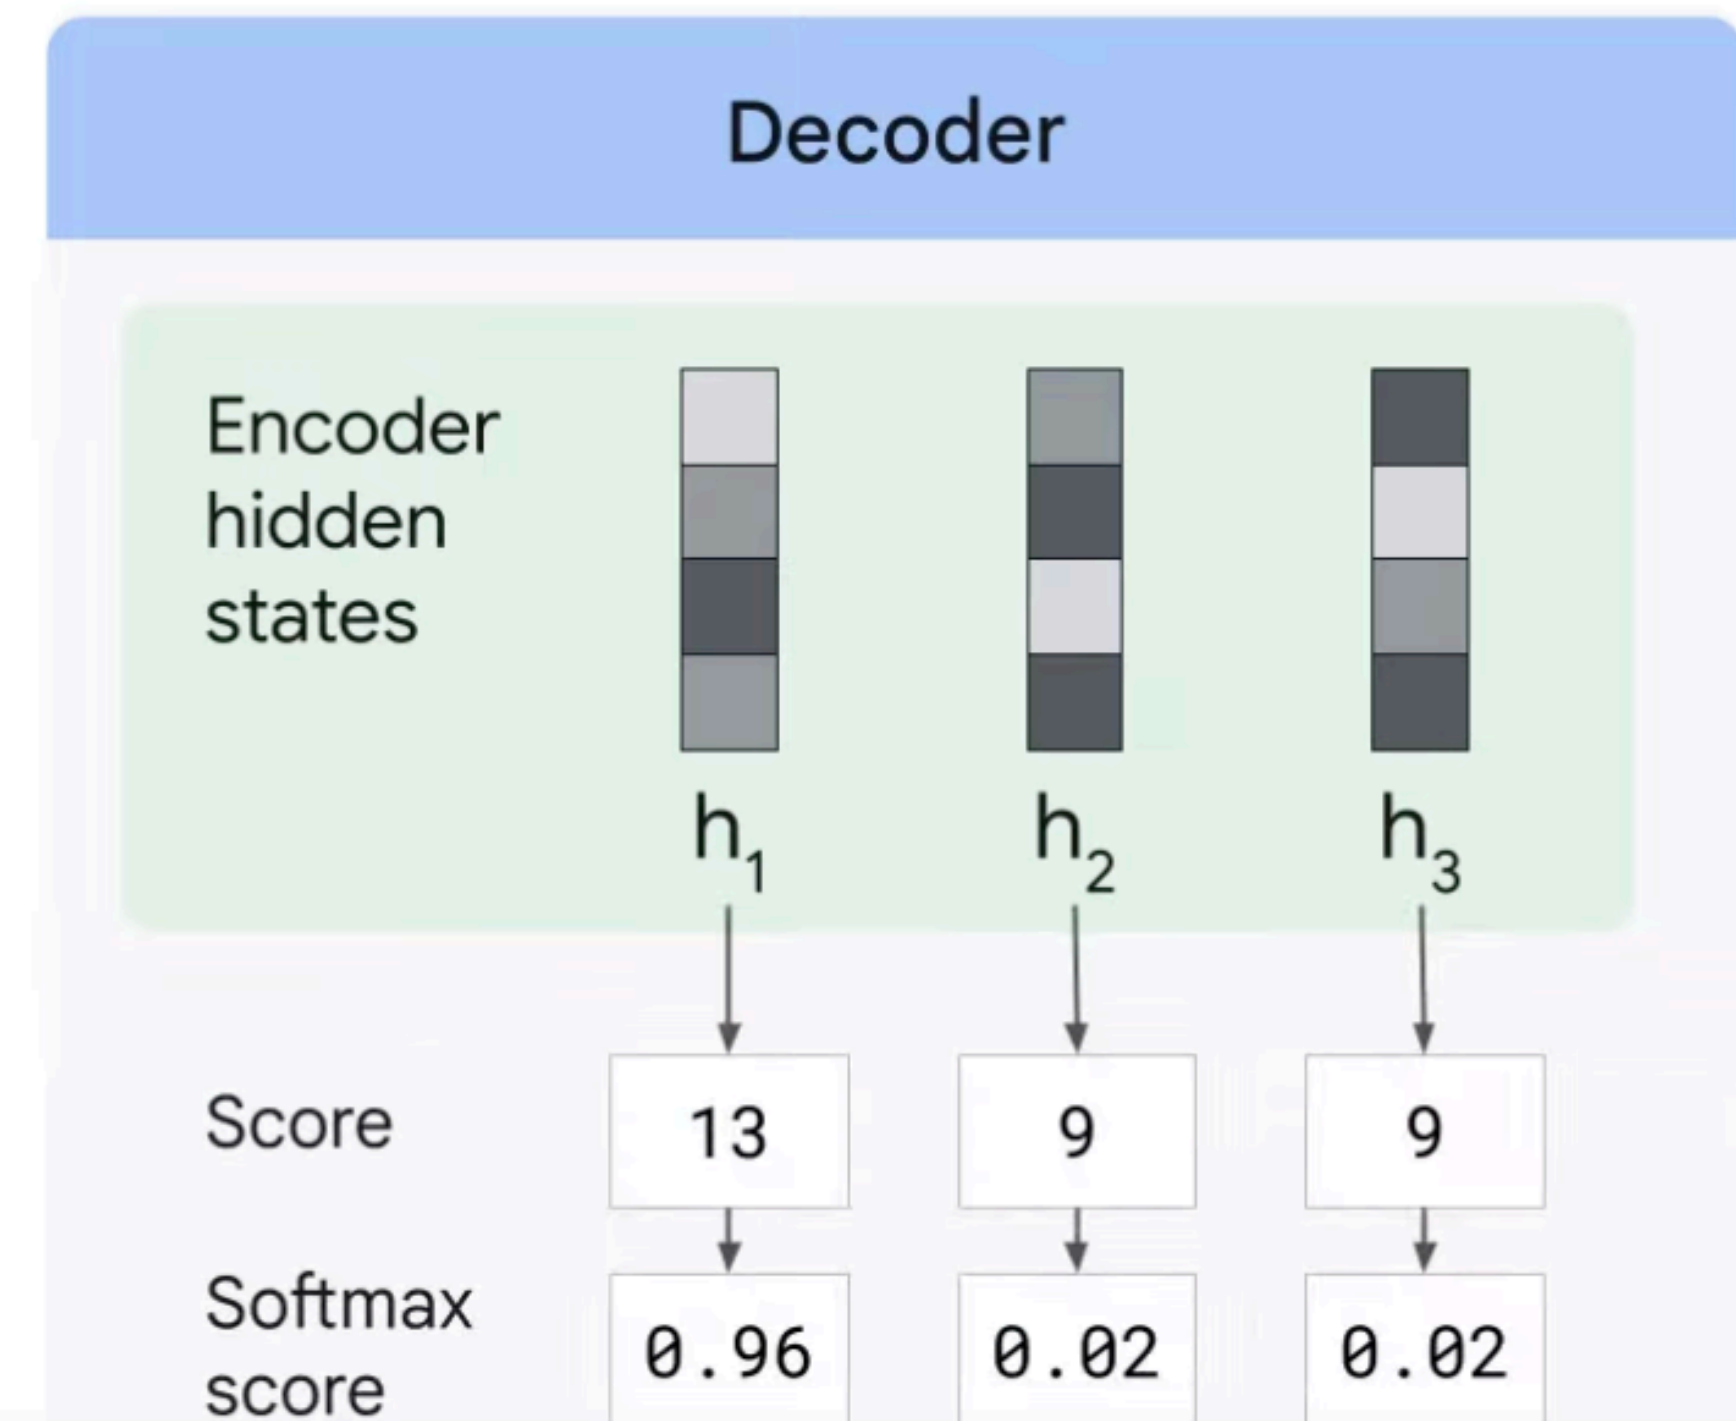 Decoder
Encoder
hidden
states
h₁ h₂ h₃
Score 13 9 9
Softmax
score 0.96 0.02 0.02